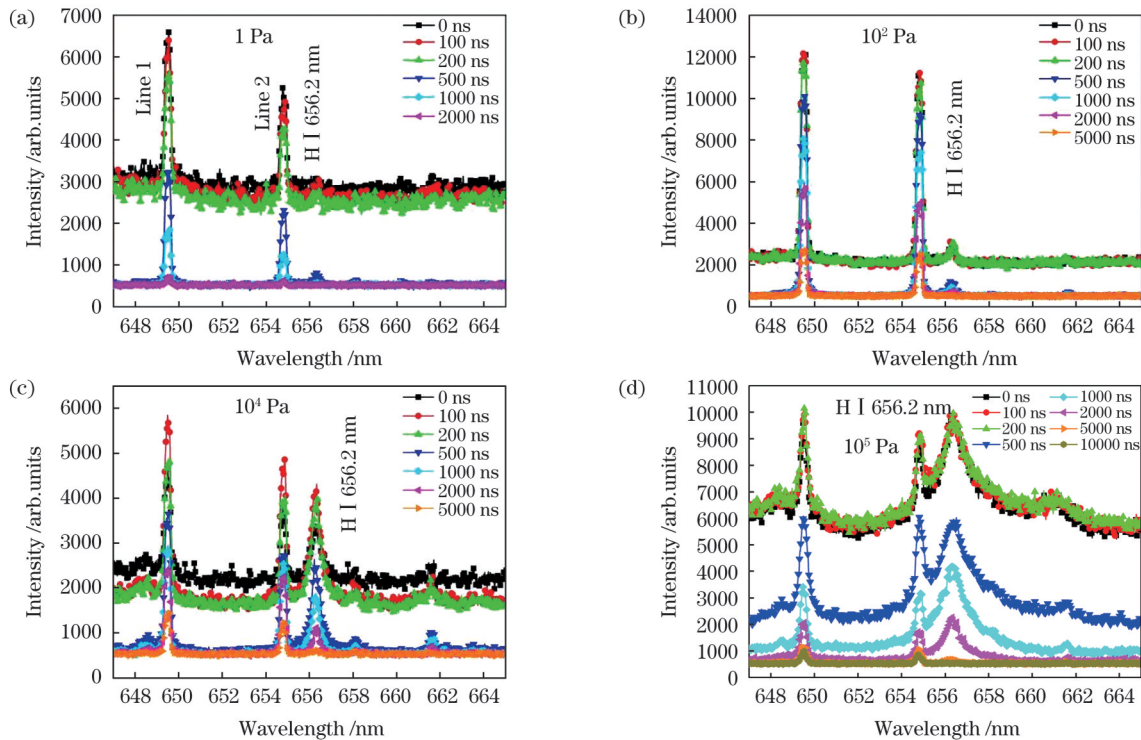 (a)
7000
6000
5000
4000
3000
2000
1000
0
Intensity /arb.units
1 Pa
Line 1
Line 2
H I 656.2 nm
0 ns
100 ns
200 ns
500 ns
1000 ns
2000 ns
648 650 652 654 656 658 660 662 664
Wavelength /nm
(b)
14000
12000
10000
8000
6000
4000
2000
0
Intensity /arb.units
10² Pa
H I 656.2 nm
0 ns
100 ns
200 ns
500 ns
1000 ns
2000 ns
5000 ns
648 650 652 654 656 658 660 662 664
Wavelength /nm
(c)
6000
5000
4000
3000
2000
1000
0
Intensity /arb.units
10⁴ Pa
H I 656.2 nm
0 ns
100 ns
200 ns
500 ns
1000 ns
2000 ns
5000 ns
648 650 652 654 656 658 660 662 664
Wavelength /nm
(d)
11000
10000
9000
8000
7000
6000
5000
4000
3000
2000
1000
0
Intensity /arb.units
H I 656.2 nm
10⁵ Pa
0 ns
100 ns
200 ns
500 ns
1000 ns
2000 ns
5000 ns
10000 ns
648 650 652 654 656 658 660 662 664
Wavelength /nm